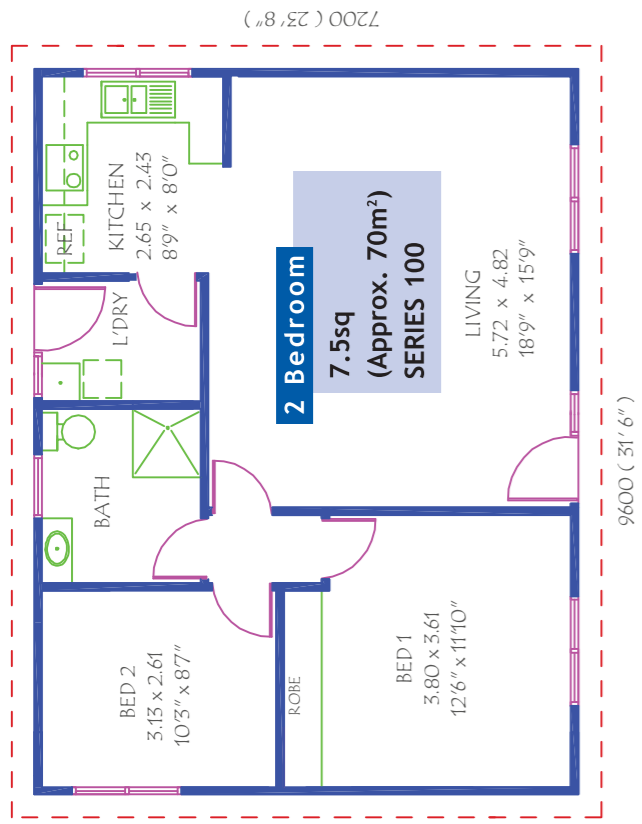 7200 ( 23' 8" )
REF
KITCHEN
2.65 x 2.43
8'9" x 8'0"
L'DRY
BATH
2 Bedroom
7.5sq
(Approx. 70m²)
SERIES 100
LIVING
5.72 x 4.82
18'9" x 15'9"
BED 2
3.13 x 2.61
10'3" x 8'7"
ROBE
BED 1
3.80 x 3.61
12'6" x 11'10"
9600 ( 31' 6" )